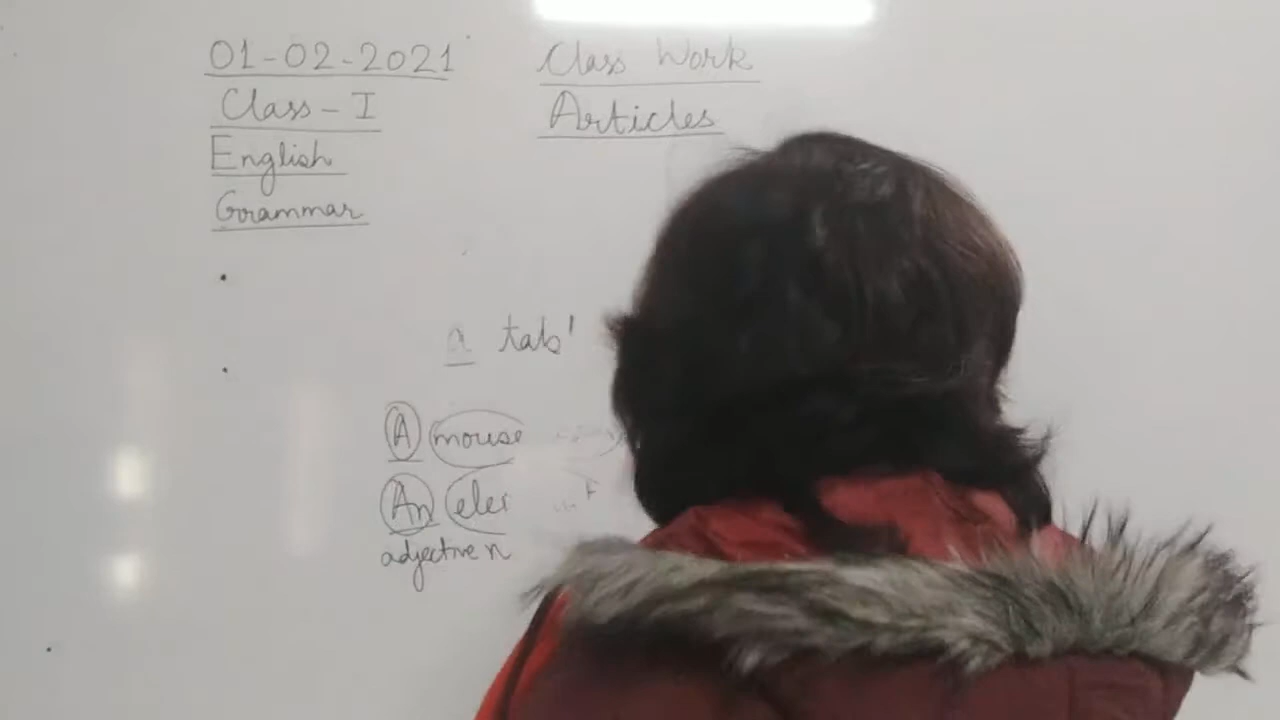 01-02-2021 Class Work
Class-I Articles
English
Grammar
a
A mouse
An
adjective n